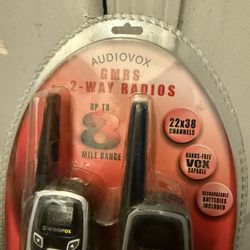 AUDIOVOX
GMRS
2-WAY RADIOS
UP TO
8
MILE RANGE
22x38
CHANNELS
HANDS-FREE
VOX
CAPABLE
RECHARGEABLE
BATTERIES
INCLUDED
AUDIOVOX